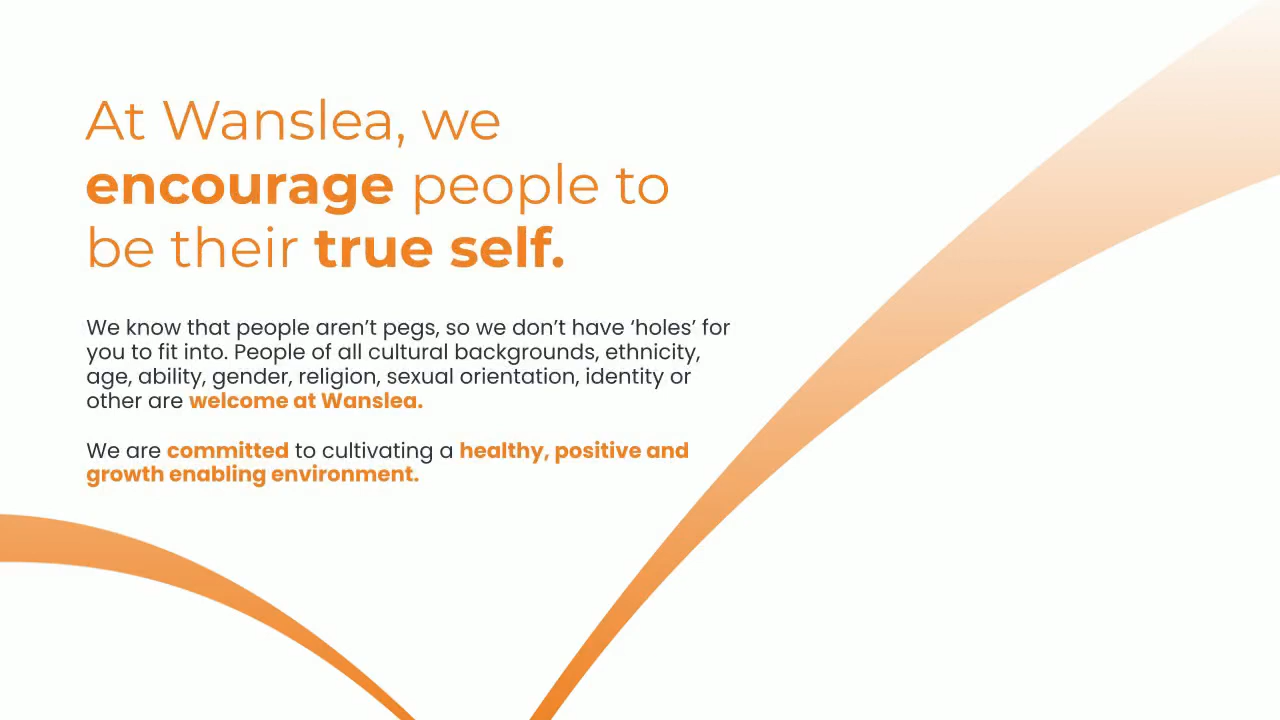 At Wanslea, we
encourage people to
be their true self.
We know that people aren’t pegs, so we don’t have ‘holes’ for
you to fit into. People of all cultural backgrounds, ethnicity,
age, ability, gender, religion, sexual orientation, identity or
other are welcome at Wanslea.
We are committed to cultivating a healthy, positive and
growth enabling environment.